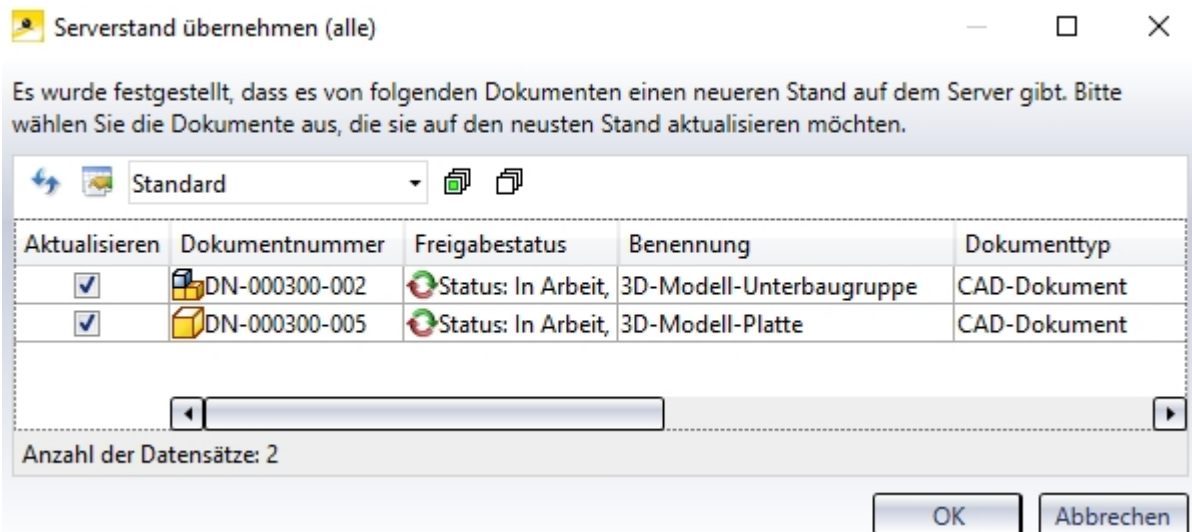 Serverstand übernehmen (alle)
Es wurde festgestellt, dass es von folgenden Dokumenten einen neueren Stand auf dem Server gibt. Bitte
wählen Sie die Dokumente aus, die sie auf den neusten Stand aktualisieren möchten.
Standard
Aktualisieren Dokumentnummer Freigabestatus Benennung Dokumenttyp
DN-000300-002 Status: In Arbeit, 3D-Modell-Unterbaugruppe CAD-Dokument
DN-000300-005 Status: In Arbeit, 3D-Modell-Platte CAD-Dokument
Anzahl der Datensätze: 2
OK Abbrechen